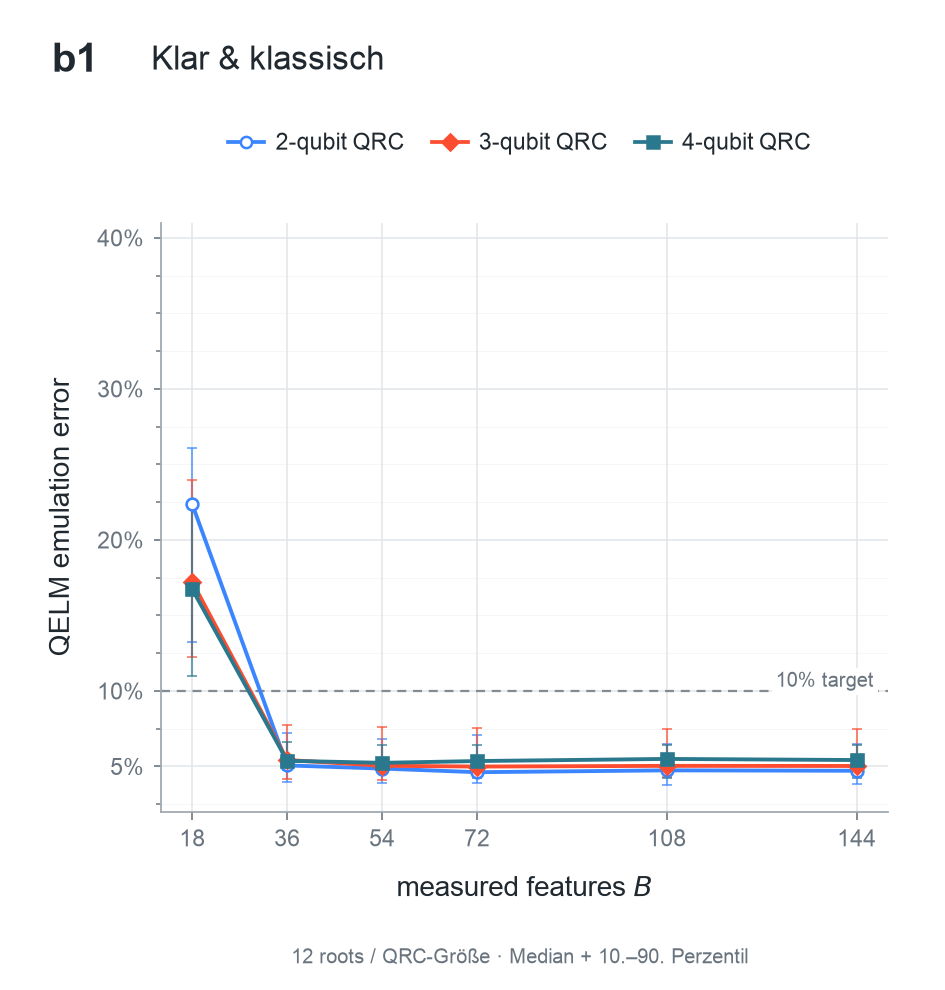 b1 Klar & klassisch
2-qubit QRC 3-qubit QRC 4-qubit QRC
40%
30%
20%
10%
5%
QELM emulation error
10% target
18 36 54 72 108 144
measured features B
12 roots / QRC-Größe · Median + 10.–90. Perzentil